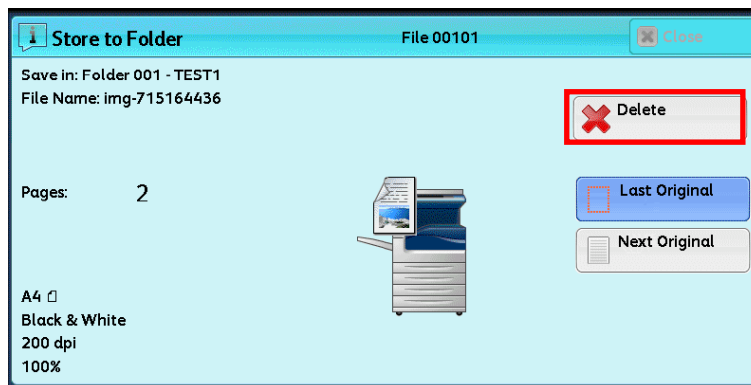 Store to Folder
File 00101
Close
Save in: Folder 001 - TEST1
File Name: img-715164436
Delete
Pages: 2
Last Original
Next Original
A4
Black & White
200 dpi
100%